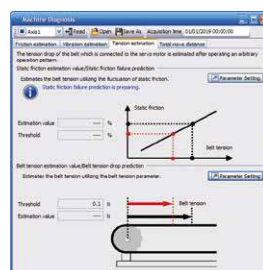 Machine Diagnosis
Axis1 Read Open Save As Acquisition time 01/01/2019 00:00:00
Friction estimation Vibration estimation Tension estimation Total move distance
The tension drop of the belt which is connected to the servo motor is estimated after operating an arbitrary
operation pattern.
Static friction estimation value/Static friction failure prediction
Estimates the belt tension utilizing the fluctuation of static friction.
Parameter Setting
Static friction failure prediction is preparing.
Static friction
Estimation value ---- %
Threshold ---- %
Belt tension
Belt tension estimation value/Belt tension drop prediction
Estimates the belt tension utilizing the belt tension parameter.
Parameter Setting
Threshold 0.1 N Belt tension
Estimation value ---- N